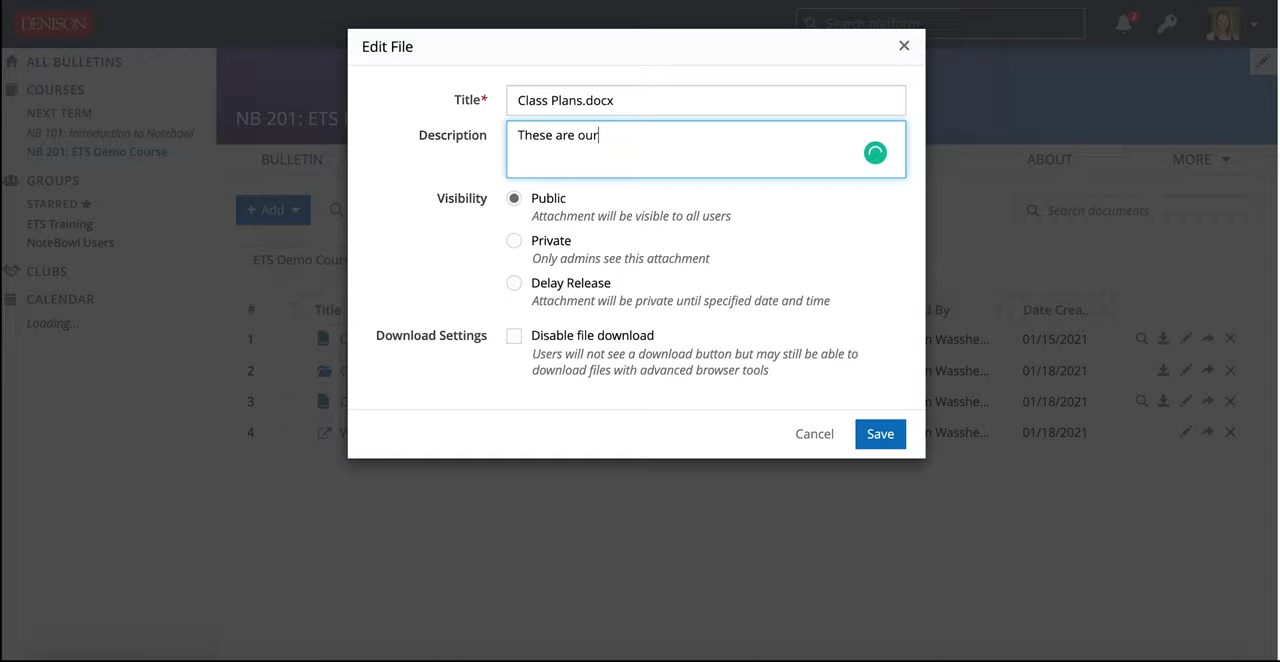 DENISON
Search platform
2
ALL BULLETINS
COURSES
NEXT TERM
NB 101: Introduction to Notebowl
NB 201: ETS Demo Course
GROUPS
STARRED ★
ETS Training
NoteBowl Users
CLUBS
CALENDAR
Loading...
NB 201: ETS
BULLETIN
ABOUT
MORE
+ Add
Search documents
ETS Demo Cour
# Title d By Date Crea..
1 n Wasshe... 01/15/2021
2 n Wasshe... 01/18/2021
3 n Wasshe... 01/18/2021
4 n Wasshe... 01/18/2021
Edit File
Title* Class Plans.docx
Description These are our
Visibility Public
Attachment will be visible to all users
Private
Only admins see this attachment
Delay Release
Attachment will be private until specified date and time
Download Settings Disable file download
Users will not see a download button but may still be able to
download files with advanced browser tools
Cancel Save